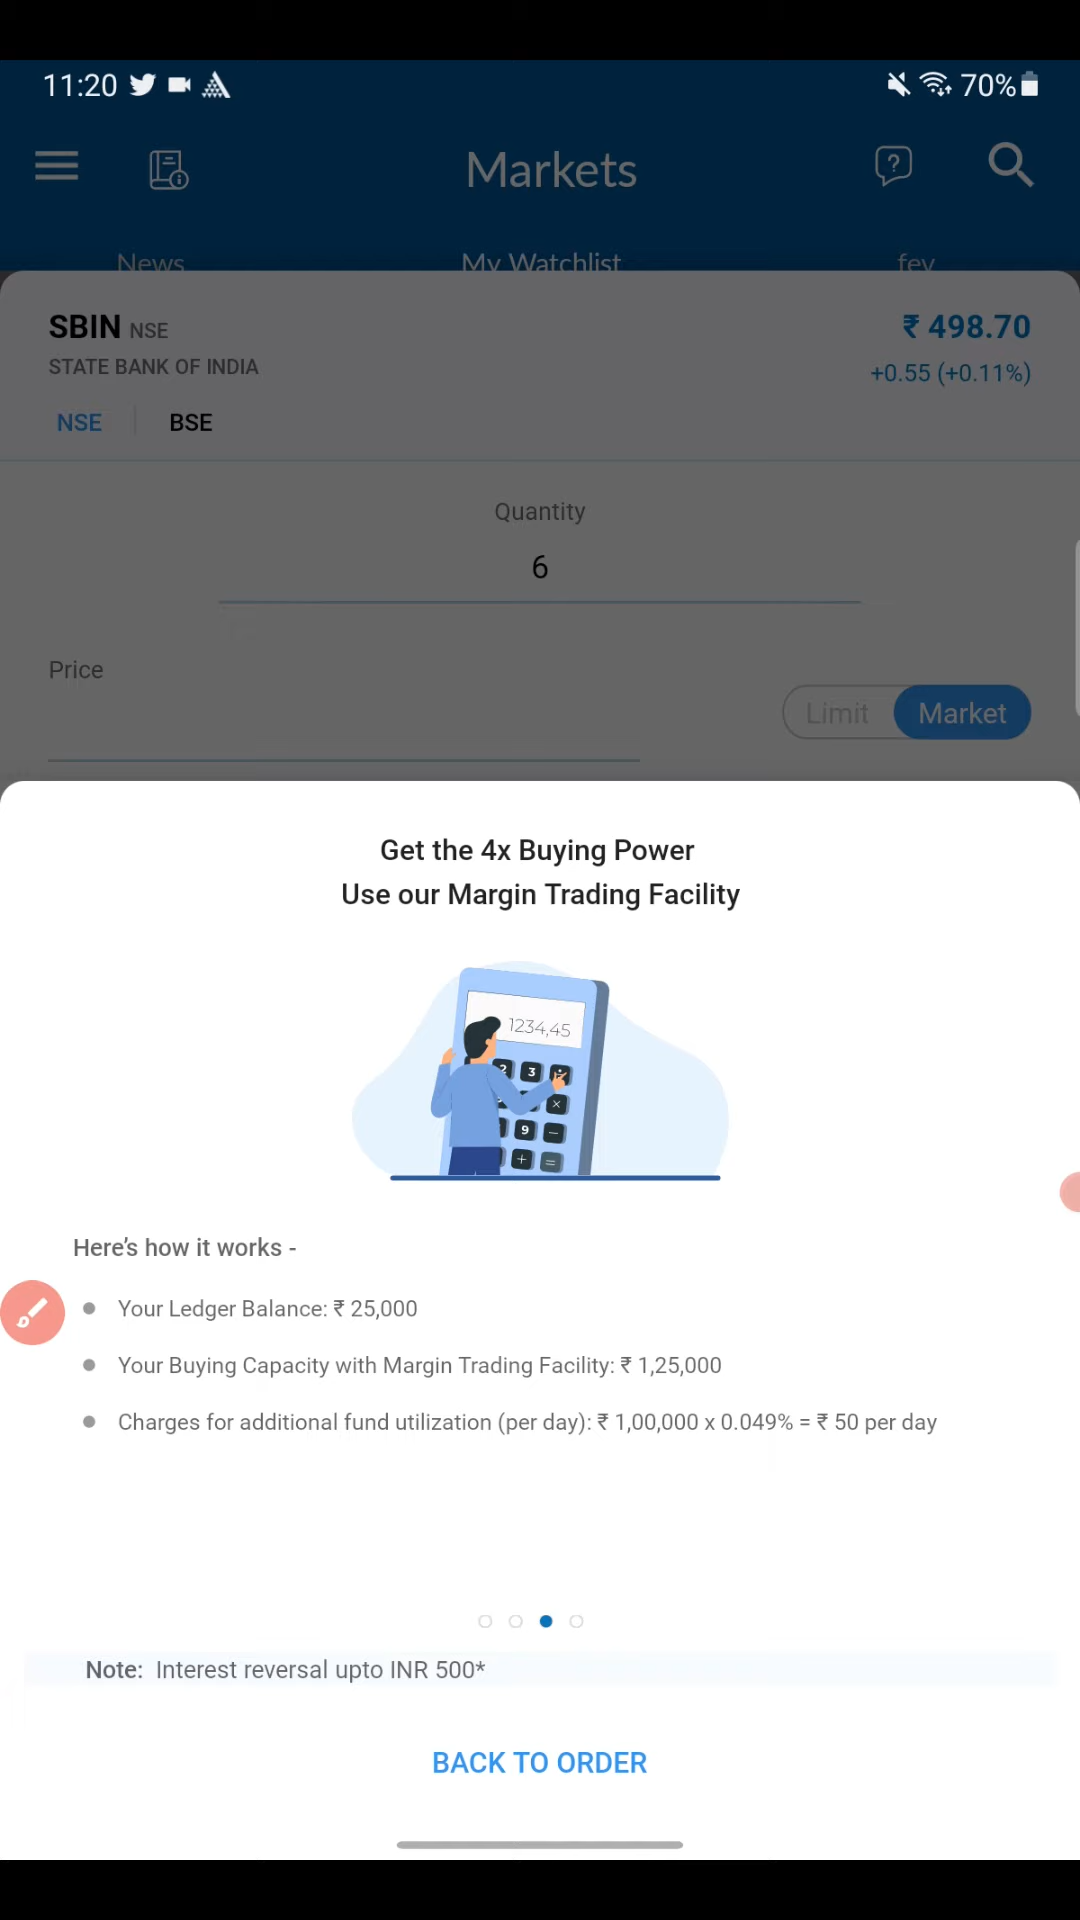 11:20
70%
Markets
News My Watchlist fev
SBIN NSE
₹ 498.70
STATE BANK OF INDIA
+0.55 (+0.11%)
NSE BSE
Quantity
6
Price
Limit Market
Get the 4x Buying Power
Use our Margin Trading Facility
1234,45
2 3 ÷
×
9 −
+ =
Here’s how it works -
Your Ledger Balance: ₹ 25,000
Your Buying Capacity with Margin Trading Facility: ₹ 1,25,000
Charges for additional fund utilization (per day): ₹ 1,00,000 x 0.049% = ₹ 50 per day
Note: Interest reversal upto INR 500*
BACK TO ORDER